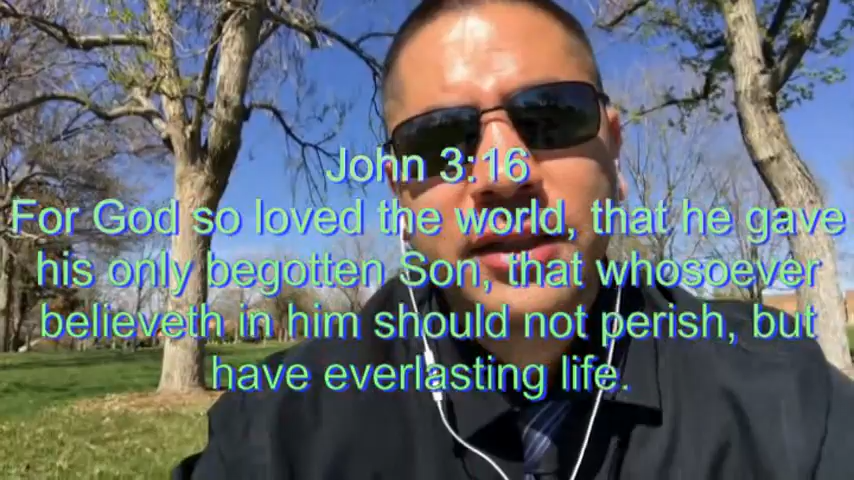 John 3:16
For God so loved the world, that he gave
his only begotten Son, that whosoever
believeth in him should not perish, but
have everlasting life.